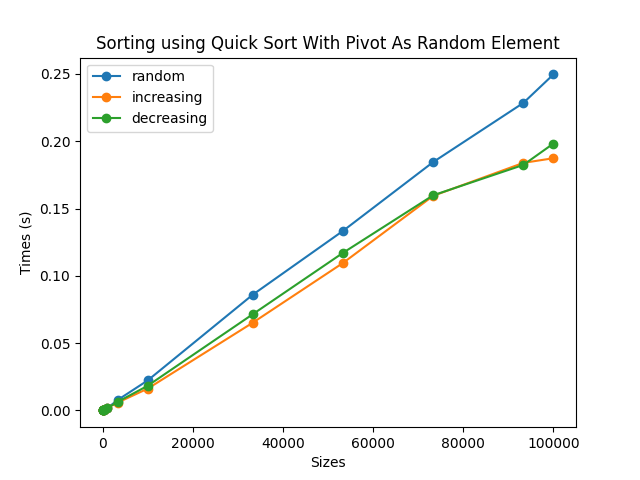 Sorting using Quick Sort With Pivot As Random Element
random
increasing
decreasing
0.25
0.20
0.15
0.10
0.05
0.00
Times (s)
0 20000 40000 60000 80000 100000
Sizes